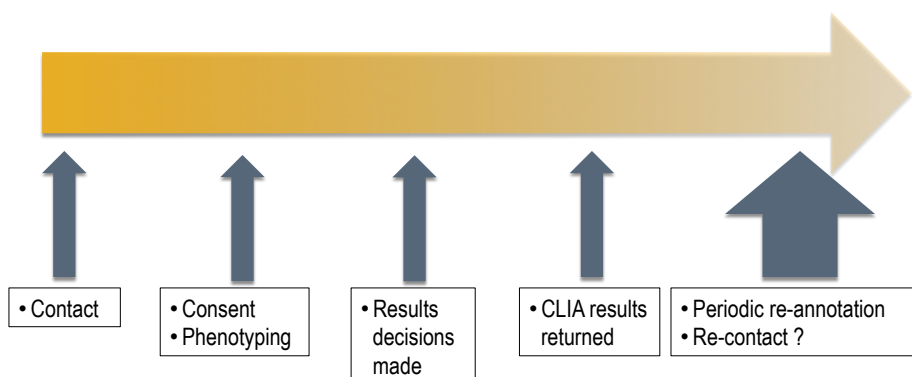 • Contact
• Consent
• Phenotyping
• Results
decisions
made
• CLIA results
returned
• Periodic re-annotation
• Re-contact ?